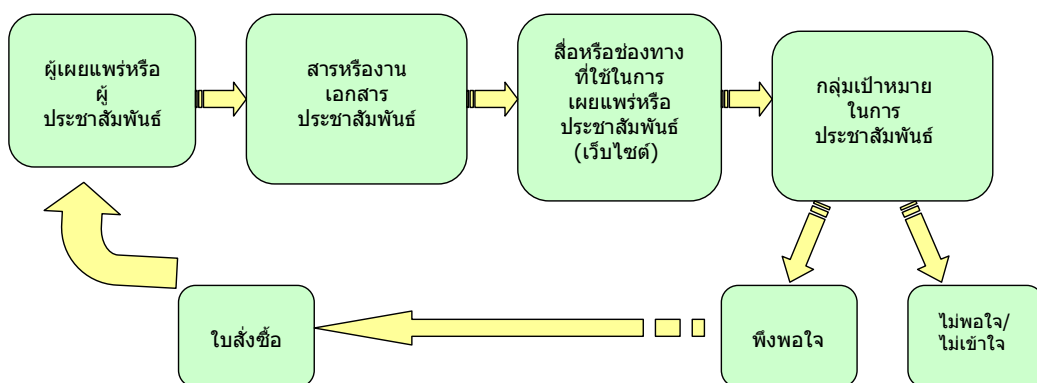 ผู้เผยแพร่หรือ
ผู้
ประชาสัมพันธ์
สารหรืองาน
เอกสาร
ประชาสัมพันธ์
สื่อหรือช่องทาง
ที่ใช้ในการ
เผยแพร่หรือ
ประชาสัมพันธ์
(เว็บไซต์)
กลุ่มเป้าหมาย
ในการ
ประชาสัมพันธ์
ใบสั่งซื้อ
พึงพอใจ
ไม่พอใจ/
ไม่เข้าใจ